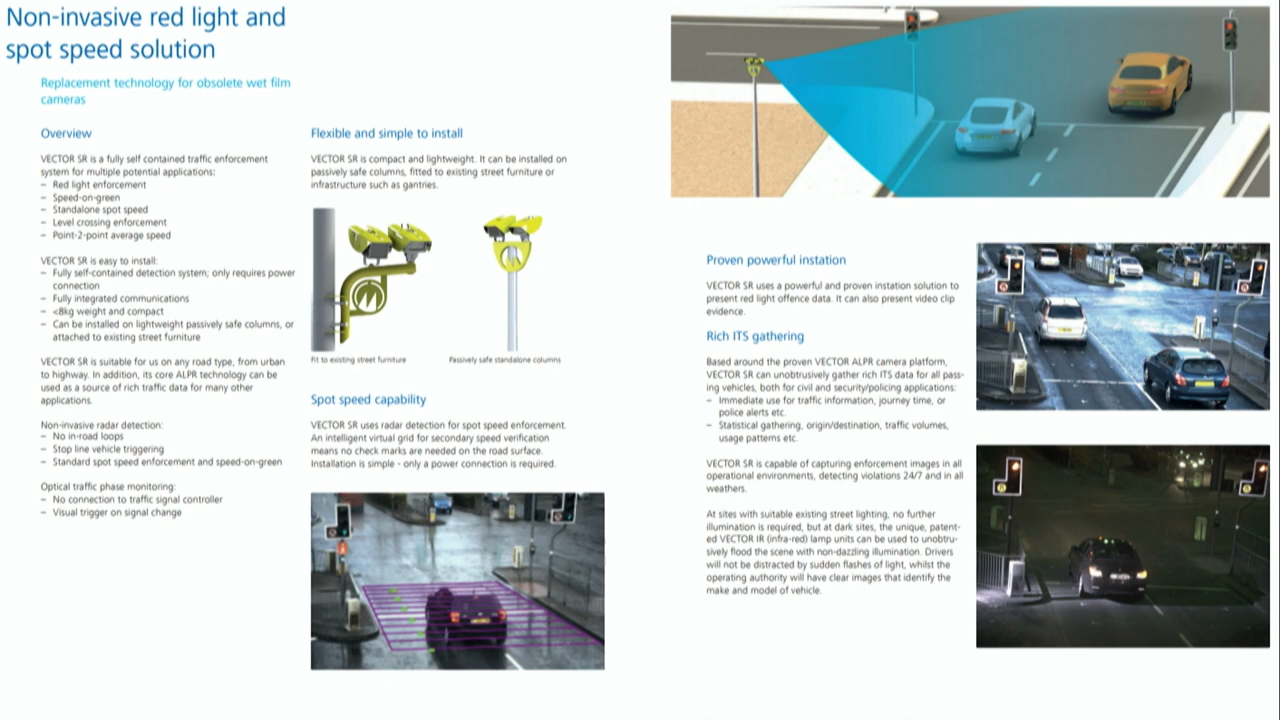 Non-invasive red light and
spot speed solution
Replacement technology for obsolete wet film
cameras
Overview
VECTOR SR is a fully self contained traffic enforcement
system for multiple potential applications:
– Red light enforcement
– Speed-on-green
– Standalone spot speed
– Level crossing enforcement
– Point-2-point average speed
VECTOR SR is easy to install:
– Fully self-contained detection system; only requires power
connection
– Fully integrated communications
– <8kg weight and compact
– Can be installed on lightweight passively safe columns, or
attached to existing street furniture
VECTOR SR is suitable for us on any road type, from urban
to highway. In addition, its core ALPR technology can be
used as a source of rich traffic data for many other
applications.
Non-invasive radar detection:
– No in-road loops
– Stop line vehicle triggering
– Standard spot speed enforcement and speed-on-green
Optical traffic phase monitoring:
– No connection to traffic signal controller
– Visual trigger on signal change
Flexible and simple to install
VECTOR SR is compact and lightweight. It can be installed on
passively safe columns, fitted to existing street furniture or
infrastructure such as gantries.
Fit to existing street furniture
Passively safe standalone columns
Spot speed capability
VECTOR SR uses radar detection for spot speed enforcement.
An intelligent virtual grid for secondary speed verification
means no check marks are needed on the road surface.
Installation is simple - only a power connection is required.
Proven powerful instation
VECTOR SR uses a powerful and proven instation solution to
present red light offence data. It can also present video clip
evidence.
Rich ITS gathering
Based around the proven VECTOR ALPR camera platform,
VECTOR SR can unobtrusively gather rich ITS data for all pass-
ing vehicles, both for civil and security/policing applications:
– Immediate use for traffic information, journey time, or
police alerts etc.
– Statistical gathering, origin/destination, traffic volumes,
usage patterns etc.
VECTOR SR is capable of capturing enforcement images in all
operational environments, detecting violations 24/7 and in all
weathers.
At sites with suitable existing street lighting, no further
illumination is required, but at dark sites, the unique, patent-
ed VECTOR IR (infra-red) lamp units can be used to unobtru-
sively flood the scene with non-dazzling illumination. Drivers
will not be distracted by sudden flashes of light, whilst the
operating authority will have clear images that identify the
make and model of vehicle.